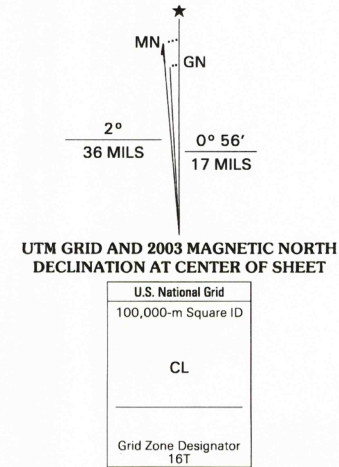 ★
MN
GN
2°
36 MILS
0° 56′
17 MILS
UTM GRID AND 2003 MAGNETIC NORTH
DECLINATION AT CENTER OF SHEET
U.S. National Grid
100,000-m Square ID
CL
Grid Zone Designator
16T